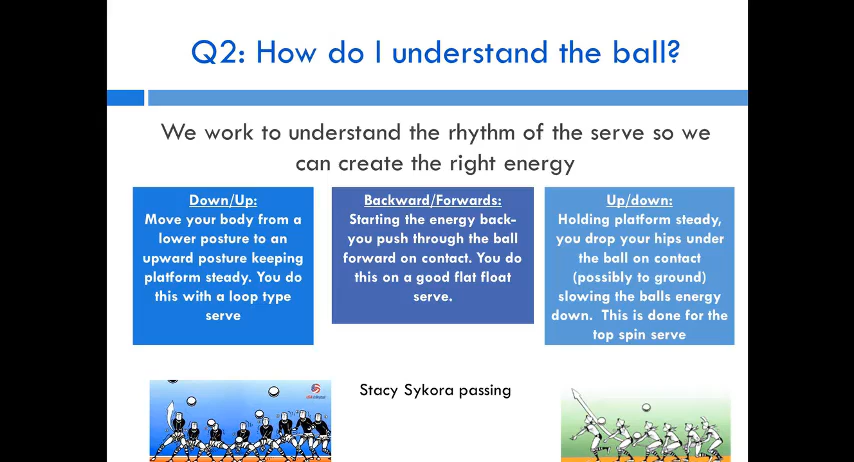 Q2: How do I understand the ball?
We work to understand the rhythm of the serve so we
can create the right energy
Down/Up:
Move your body from a
lower posture to an
upward posture keeping
platform steady. You do
this with a loop type
serve
Backward/Forwards:
Starting the energy back-
you push through the ball
forward on contact. You do
this on a good flat float
serve.
Up/down:
Holding platform steady,
you drop your hips under
the ball on contact
(possibly to ground)
slowing the balls energy
down. This is done for the
top spin serve
Stacy Sykora passing